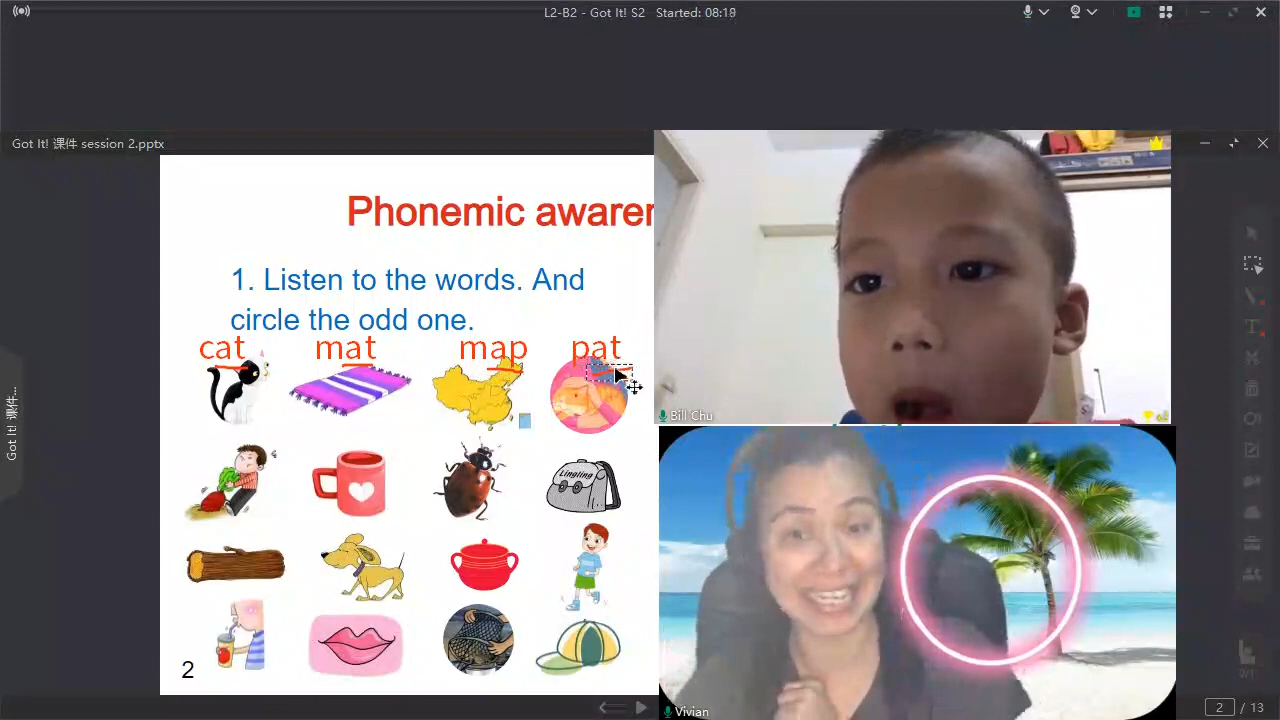 L2-B2 - Got It! S2 Started: 08:18
Got It! 课件 session 2.pptx
Phonemic awarer
1. Listen to the words. And
circle the odd one.
cat mat map pat
Lingling
Got It! 课件...
2
Bill Chu
x2
Vivian
2 / 13